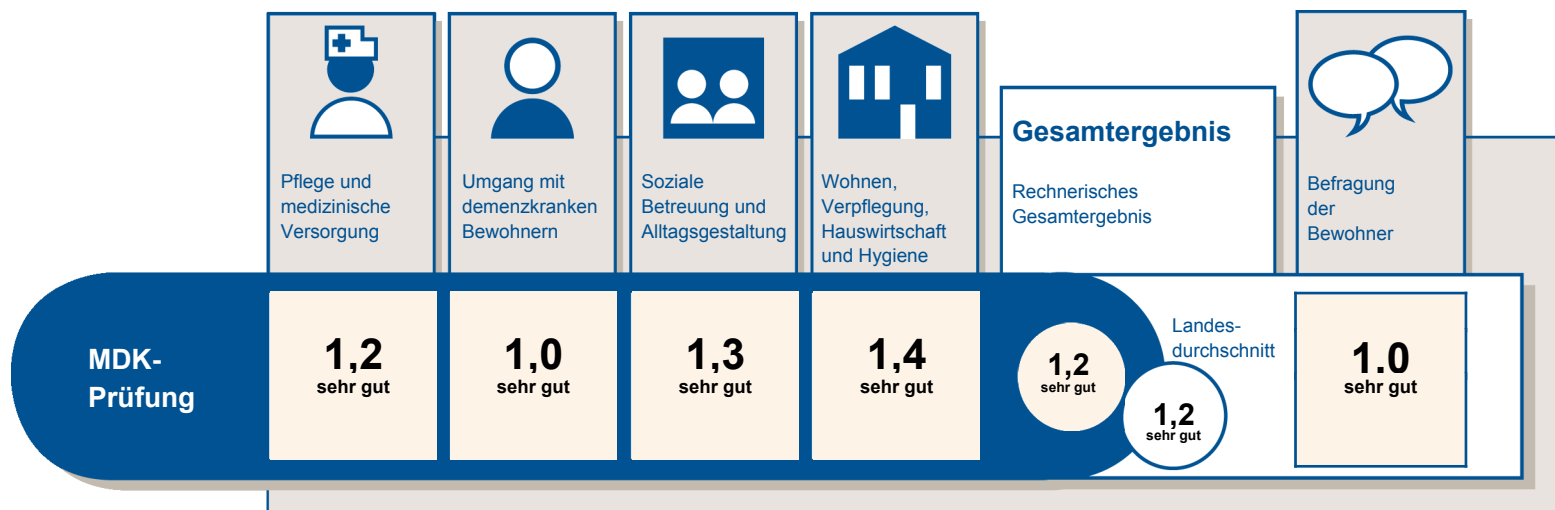 Pflege und
medizinische
Versorgung
Umgang mit
demenzkranken
Bewohnern
Soziale
Betreuung und
Alltagsgestaltung
Wohnen,
Verpflegung,
Hauswirtschaft
und Hygiene
Gesamtergebnis
Rechnerisches
Gesamtergebnis
Befragung
der
Bewohner
MDK-
Prüfung
1,2
sehr gut
1,0
sehr gut
1,3
sehr gut
1,4
sehr gut
1,2
sehr gut
Landes-
durchschnitt
1,2
sehr gut
1.0
sehr gut